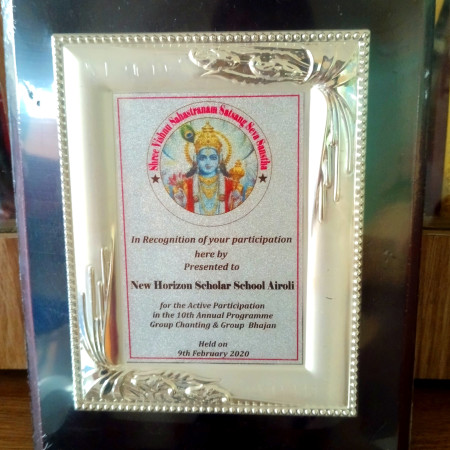 ★ Shree Vishnu Sahastranam Satsang Seva Sanstha ★
In Recognition of your participation
here by
Presented to
New Horizon Scholar School Airoli
for the Active Participation
in the 10th Annual Programme
Group Chanting & Group Bhajan
Held on
9th February 2020